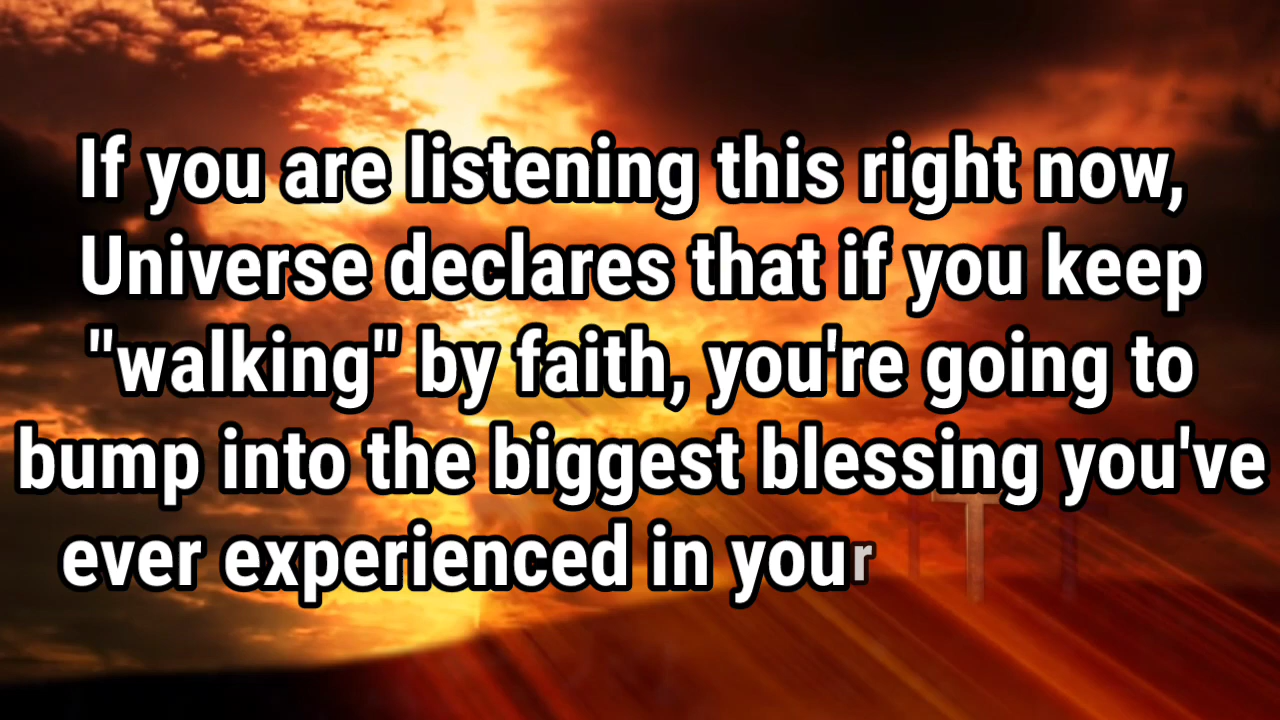 If you are listening this right now,
Universe declares that if you keep
"walking" by faith, you're going to
bump into the biggest blessing you've
ever experienced in your